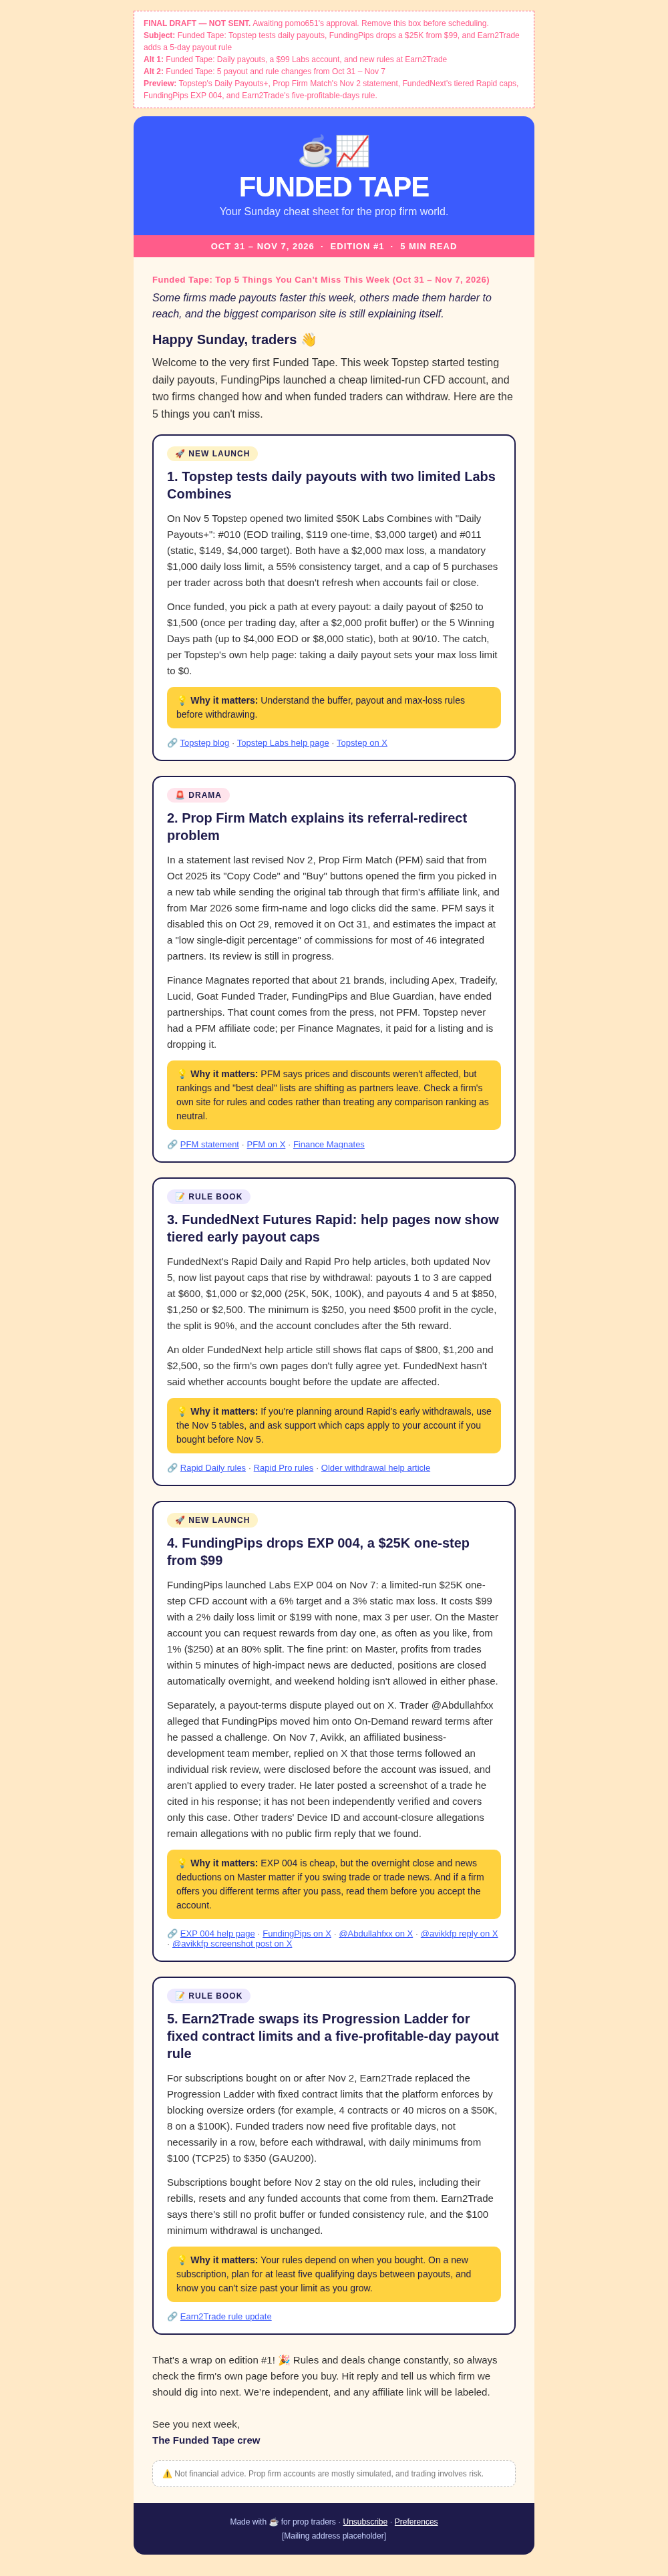 FINAL DRAFT — NOT SENT. Awaiting pomo651's approval. Remove this box before scheduling.
Subject: Funded Tape: Topstep tests daily payouts, FundingPips drops a $25K from $99, and Earn2Trade
adds a 5-day payout rule
Alt 1: Funded Tape: Daily payouts, a $99 Labs account, and new rules at Earn2Trade
Alt 2: Funded Tape: 5 payout and rule changes from Oct 31 – Nov 7
Preview: Topstep's Daily Payouts+, Prop Firm Match's Nov 2 statement, FundedNext's tiered Rapid caps,
FundingPips EXP 004, and Earn2Trade's five-profitable-days rule.
FUNDED TAPE
Your Sunday cheat sheet for the prop firm world.
OCT 31 – NOV 7, 2026 · EDITION #1 · 5 MIN READ
Funded Tape: Top 5 Things You Can't Miss This Week (Oct 31 – Nov 7, 2026)
Some firms made payouts faster this week, others made them harder to
reach, and the biggest comparison site is still explaining itself.
Happy Sunday, traders 👋
Welcome to the very first Funded Tape. This week Topstep started testing
daily payouts, FundingPips launched a cheap limited-run CFD account, and
two firms changed how and when funded traders can withdraw. Here are the
5 things you can't miss.
🚀 NEW LAUNCH
1. Topstep tests daily payouts with two limited Labs
Combines
On Nov 5 Topstep opened two limited $50K Labs Combines with "Daily
Payouts+": #010 (EOD trailing, $119 one-time, $3,000 target) and #011
(static, $149, $4,000 target). Both have a $2,000 max loss, a mandatory
$1,000 daily loss limit, a 55% consistency target, and a cap of 5 purchases
per trader across both that doesn't refresh when accounts fail or close.
Once funded, you pick a path at every payout: a daily payout of $250 to
$1,500 (once per trading day, after a $2,000 profit buffer) or the 5 Winning
Days path (up to $4,000 EOD or $8,000 static), both at 90/10. The catch,
per Topstep's own help page: taking a daily payout sets your max loss limit
to $0.
💡 Why it matters: Understand the buffer, payout and max-loss rules
before withdrawing.
🔗 Topstep blog · Topstep Labs help page · Topstep on X
🚨 DRAMA
2. Prop Firm Match explains its referral-redirect
problem
In a statement last revised Nov 2, Prop Firm Match (PFM) said that from
Oct 2025 its "Copy Code" and "Buy" buttons opened the firm you picked in
a new tab while sending the original tab through that firm's affiliate link, and
from Mar 2026 some firm-name and logo clicks did the same. PFM says it
disabled this on Oct 29, removed it on Oct 31, and estimates the impact at
a "low single-digit percentage" of commissions for most of 46 integrated
partners. Its review is still in progress.
Finance Magnates reported that about 21 brands, including Apex, Tradeify,
Lucid, Goat Funded Trader, FundingPips and Blue Guardian, have ended
partnerships. That count comes from the press, not PFM. Topstep never
had a PFM affiliate code; per Finance Magnates, it paid for a listing and is
dropping it.
💡 Why it matters: PFM says prices and discounts weren't affected, but
rankings and "best deal" lists are shifting as partners leave. Check a firm's
own site for rules and codes rather than treating any comparison ranking as
neutral.
🔗 PFM statement · PFM on X · Finance Magnates
📝 RULE BOOK
3. FundedNext Futures Rapid: help pages now show
tiered early payout caps
FundedNext's Rapid Daily and Rapid Pro help articles, both updated Nov
5, now list payout caps that rise by withdrawal: payouts 1 to 3 are capped
at $600, $1,000 or $2,000 (25K, 50K, 100K), and payouts 4 and 5 at $850,
$1,250 or $2,500. The minimum is $250, you need $500 profit in the cycle,
the split is 90%, and the account concludes after the 5th reward.
An older FundedNext help article still shows flat caps of $800, $1,200 and
$2,500, so the firm's own pages don't fully agree yet. FundedNext hasn't
said whether accounts bought before the update are affected.
💡 Why it matters: If you're planning around Rapid's early withdrawals, use
the Nov 5 tables, and ask support which caps apply to your account if you
bought before Nov 5.
🔗 Rapid Daily rules · Rapid Pro rules · Older withdrawal help article
🚀 NEW LAUNCH
4. FundingPips drops EXP 004, a $25K one-step
from $99
FundingPips launched Labs EXP 004 on Nov 7: a limited-run $25K one-
step CFD account with a 6% target and a 3% static max loss. It costs $99
with a 2% daily loss limit or $199 with none, max 3 per user. On the Master
account you can request rewards from day one, as often as you like, from
1% ($250) at an 80% split. The fine print: on Master, profits from trades
within 5 minutes of high-impact news are deducted, positions are closed
automatically overnight, and weekend holding isn't allowed in either phase.
Separately, a payout-terms dispute played out on X. Trader @Abdullahfxx
alleged that FundingPips moved him onto On-Demand reward terms after
he passed a challenge. On Nov 7, Avikk, an affiliated business-
development team member, replied on X that those terms followed an
individual risk review, were disclosed before the account was issued, and
aren't applied to every trader. He later posted a screenshot of a trade he
cited in his response; it has not been independently verified and covers
only this case. Other traders' Device ID and account-closure allegations
remain allegations with no public firm reply that we found.
💡 Why it matters: EXP 004 is cheap, but the overnight close and news
deductions on Master matter if you swing trade or trade news. And if a firm
offers you different terms after you pass, read them before you accept the
account.
🔗 EXP 004 help page · FundingPips on X · @Abdullahfxx on X · @avikkfp reply on X
· @avikkfp screenshot post on X
📝 RULE BOOK
5. Earn2Trade swaps its Progression Ladder for
fixed contract limits and a five-profitable-day payout
rule
For subscriptions bought on or after Nov 2, Earn2Trade replaced the
Progression Ladder with fixed contract limits that the platform enforces by
blocking oversize orders (for example, 4 contracts or 40 micros on a $50K,
8 on a $100K). Funded traders now need five profitable days, not
necessarily in a row, before each withdrawal, with daily minimums from
$100 (TCP25) to $350 (GAU200).
Subscriptions bought before Nov 2 stay on the old rules, including their
rebills, resets and any funded accounts that come from them. Earn2Trade
says there's still no profit buffer or funded consistency rule, and the $100
minimum withdrawal is unchanged.
💡 Why it matters: Your rules depend on when you bought. On a new
subscription, plan for at least five qualifying days between payouts, and
know you can't size past your limit as you grow.
🔗 Earn2Trade rule update
That's a wrap on edition #1! 🎉 Rules and deals change constantly, so always
check the firm's own page before you buy. Hit reply and tell us which firm we
should dig into next. We're independent, and any affiliate link will be labeled.
See you next week,
The Funded Tape crew
⚠️ Not financial advice. Prop firm accounts are mostly simulated, and trading involves risk.
Made with ☕ for prop traders · Unsubscribe · Preferences
[Mailing address placeholder]